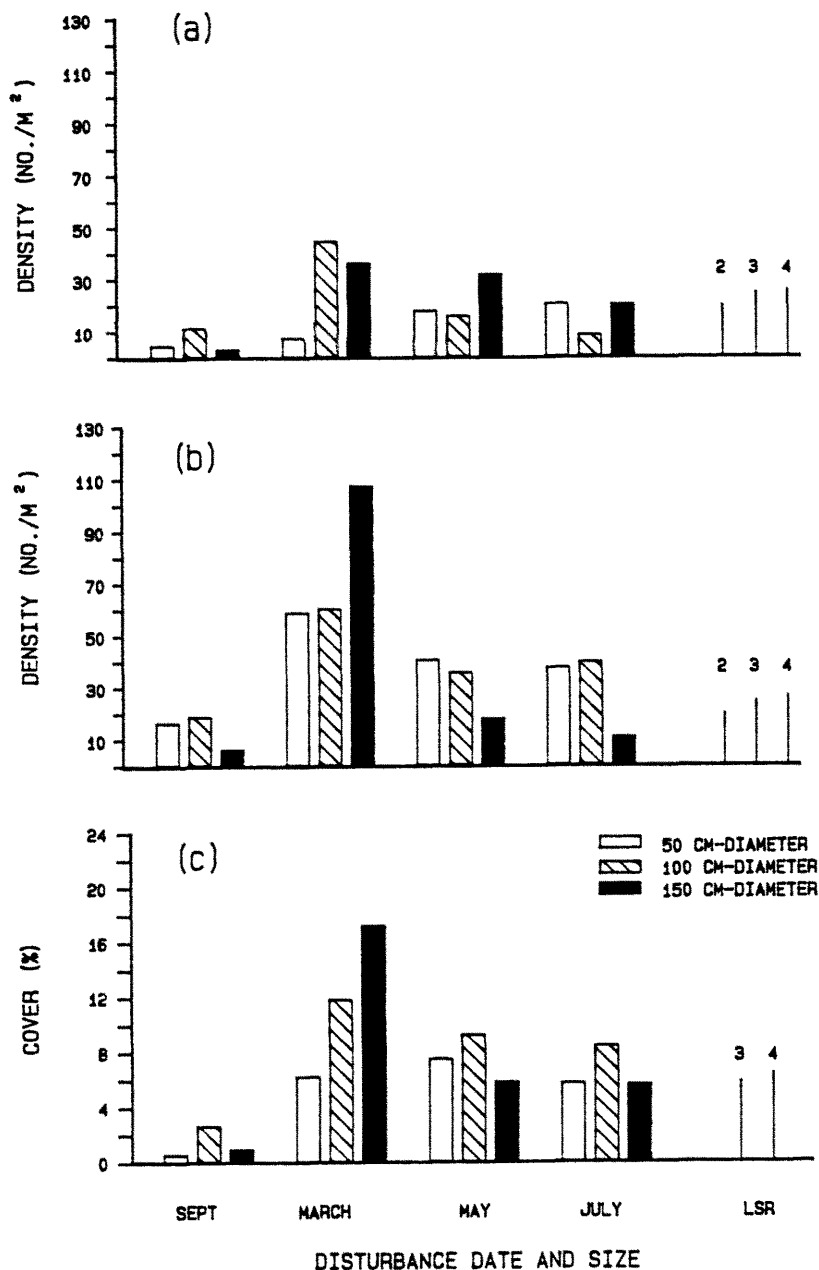 (a)
DENSITY (NO./M²)
130
110
90
70
50
30
10
2 3 4
(b)
DENSITY (NO./M²)
130
110
90
70
50
30
10
2 3 4
(c)
COVER (%)
24
20
16
12
8
4
0
50 CM-DIAMETER
100 CM-DIAMETER
150 CM-DIAMETER
3 4
SEPT MARCH MAY JULY LSR
DISTURBANCE DATE AND SIZE